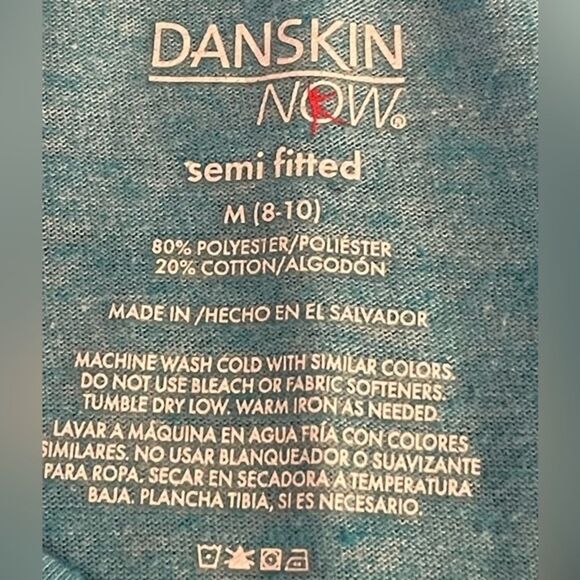 DANSKIN
NOW®
semi fitted
M (8-10)
80% POLYESTER/POLIÉSTER
20% COTTON/ALGODÓN
MADE IN /HECHO EN EL SALVADOR
MACHINE WASH COLD WITH SIMILAR COLORS.
DO NOT USE BLEACH OR FABRIC SOFTENERS.
TUMBLE DRY LOW. WARM IRON AS NEEDED.
LAVAR A MÁQUINA EN AGUA FRÍA CON COLORES
SIMILARES. NO USAR BLANQUEADOR O SUAVIZANTE
PARA ROPA. SECAR EN SECADORA A TEMPERATURA
BAJA. PLANCHA TIBIA, SI ES NECESARIO.